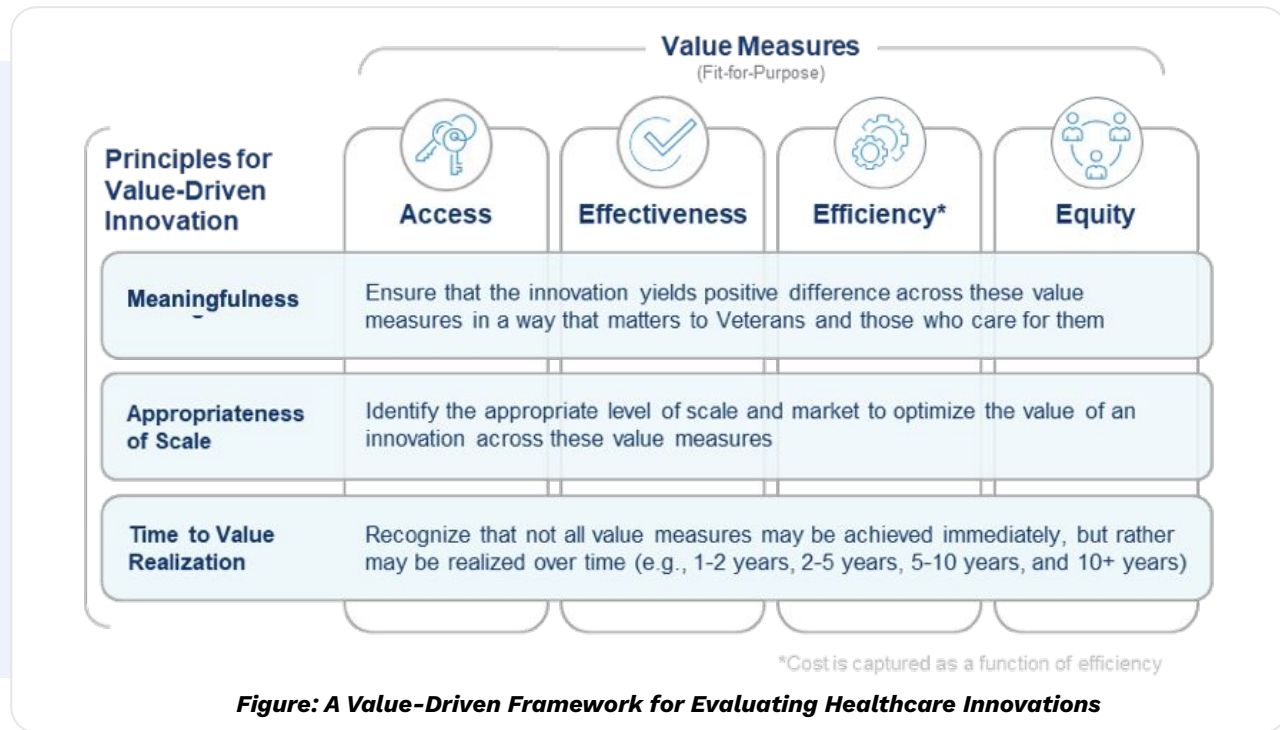 Value Measures
(Fit-for-Purpose)
Principles for
Value-Driven
Innovation
Access
Effectiveness
Efficiency*
Equity
Meaningfulness
Ensure that the innovation yields positive difference across these value
measures in a way that matters to Veterans and those who care for them
Appropriateness
of Scale
Identify the appropriate level of scale and market to optimize the value of an
innovation across these value measures
Time to Value
Realization
Recognize that not all value measures may be achieved immediately, but rather
may be realized over time (e.g., 1-2 years, 2-5 years, 5-10 years, and 10+ years)
*Cost is captured as a function of efficiency
Figure: A Value-Driven Framework for Evaluating Healthcare Innovations